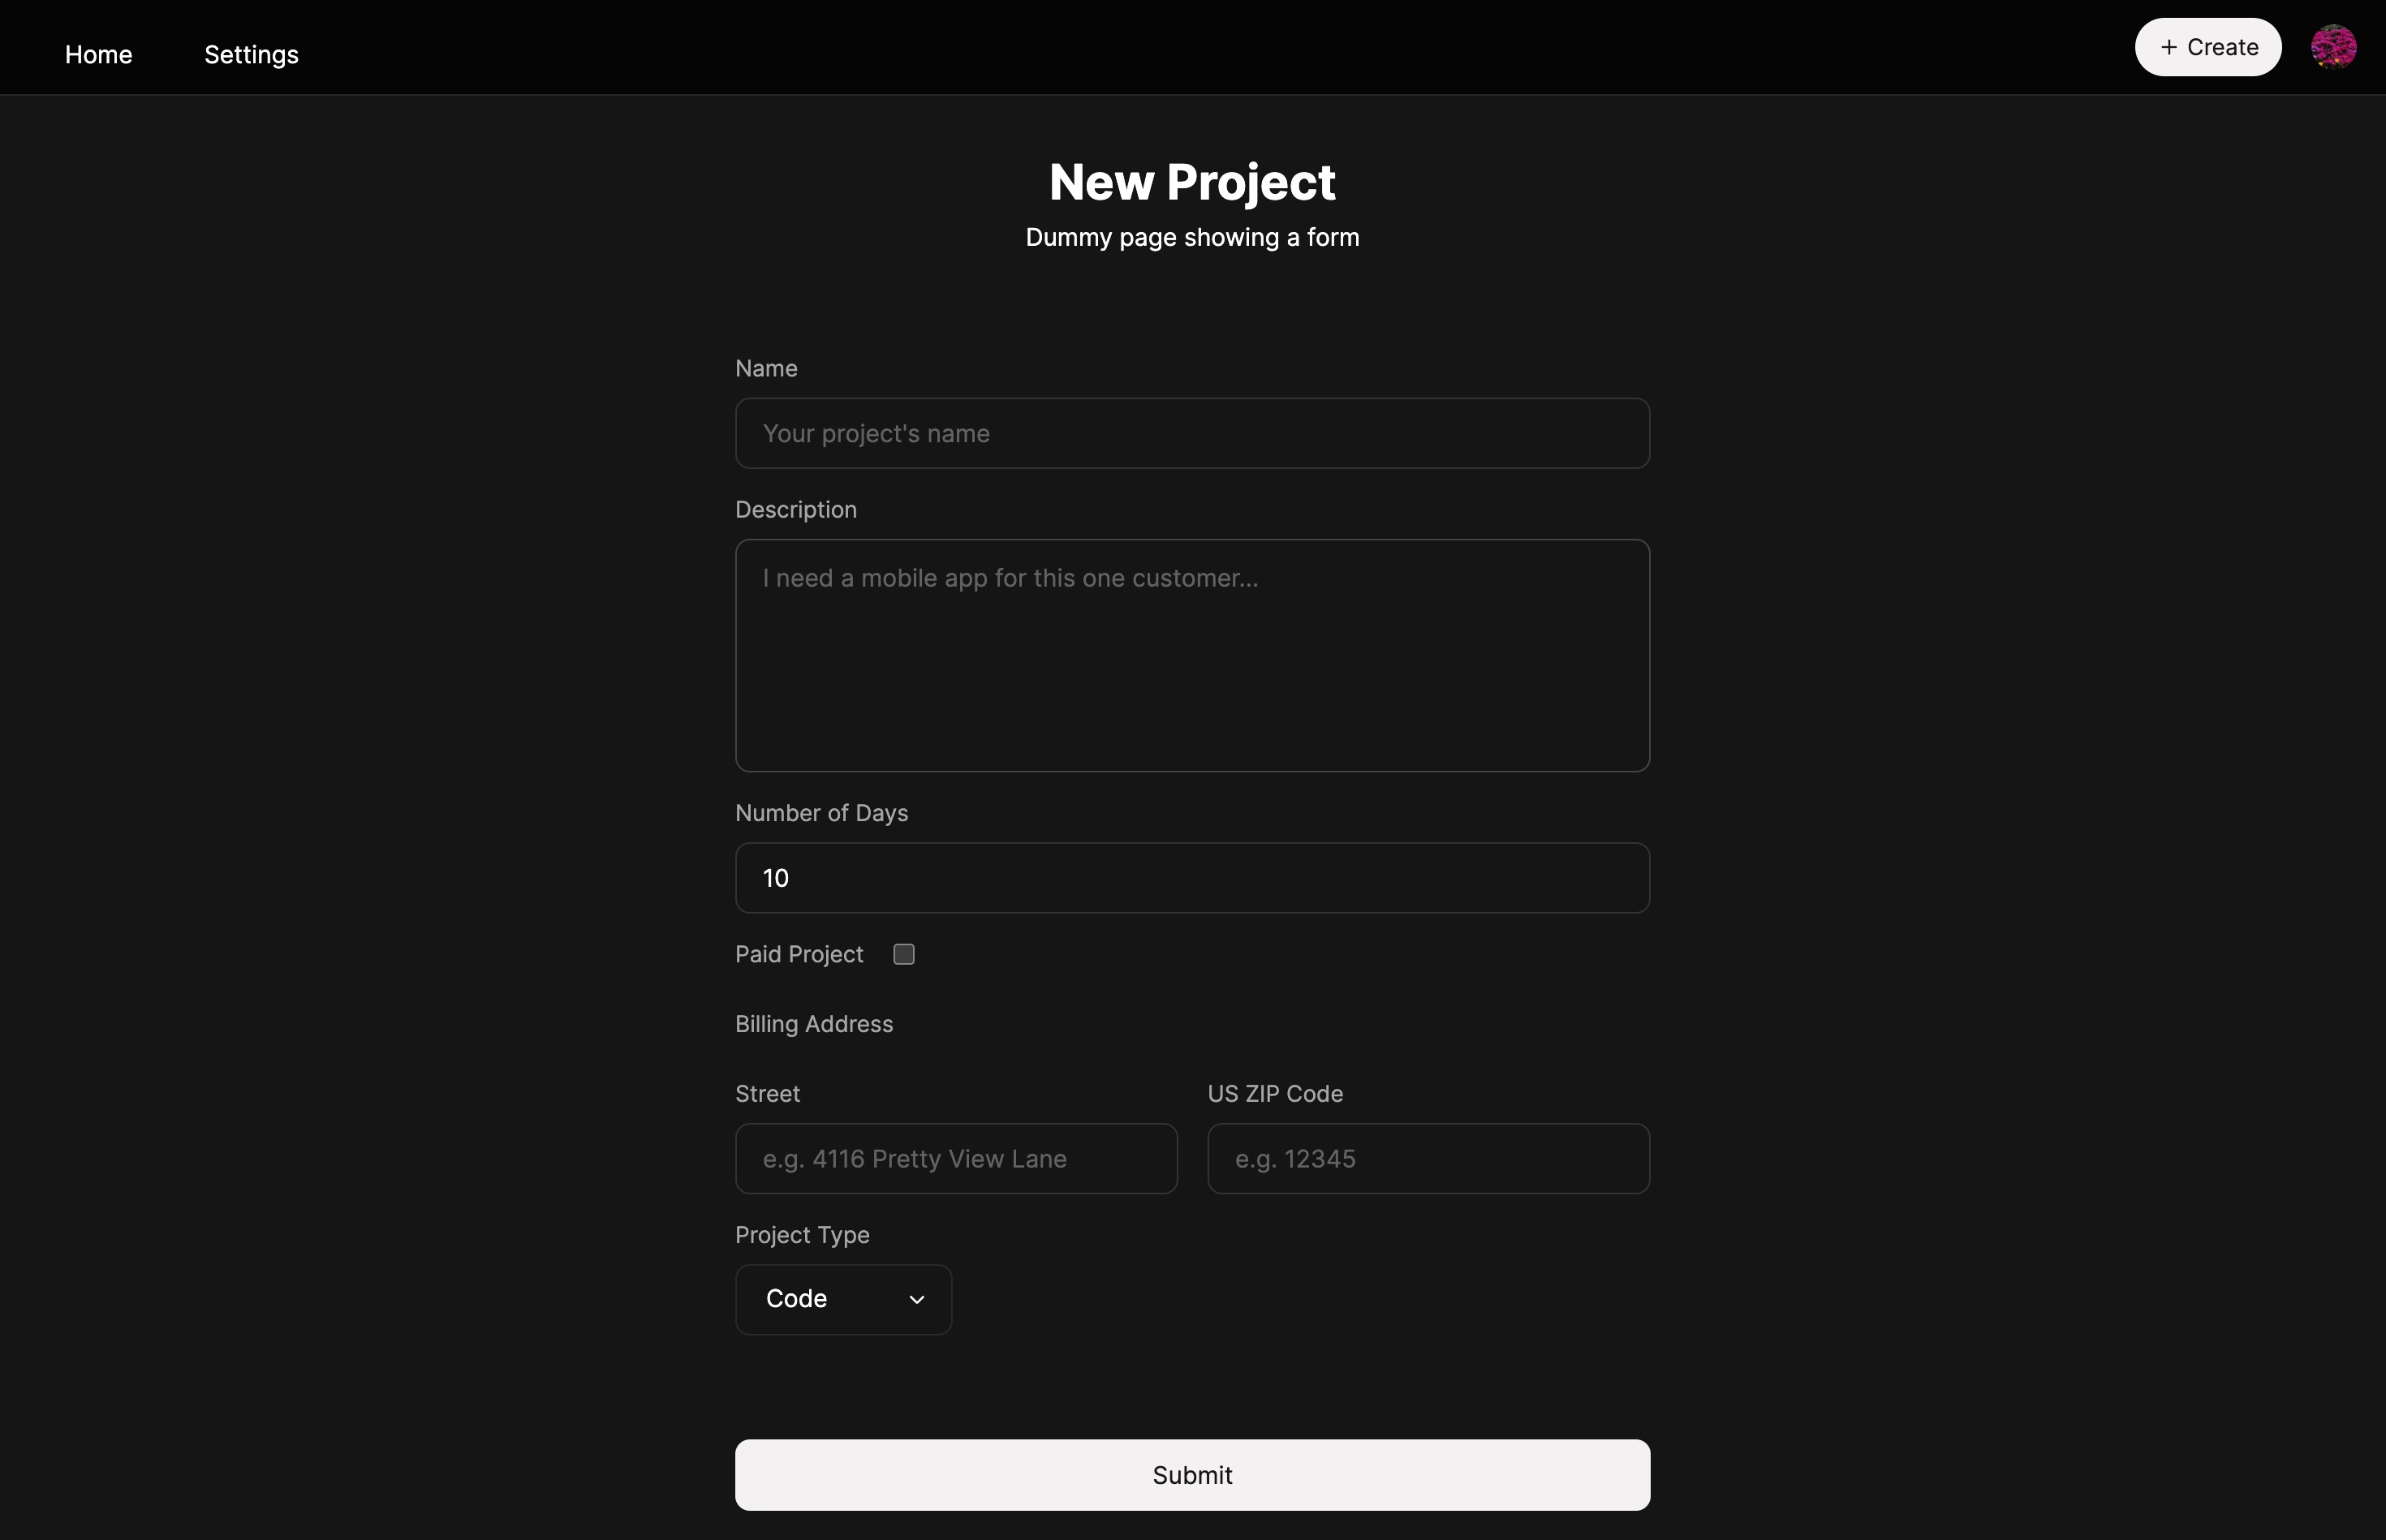 Home
Settings
+ Create
New Project
Dummy page showing a form
Name
Your project's name
Description
I need a mobile app for this one customer...
Number of Days
10
Paid Project
Billing Address
Street
US ZIP Code
e.g. 4116 Pretty View Lane
e.g. 12345
Project Type
Code
Submit